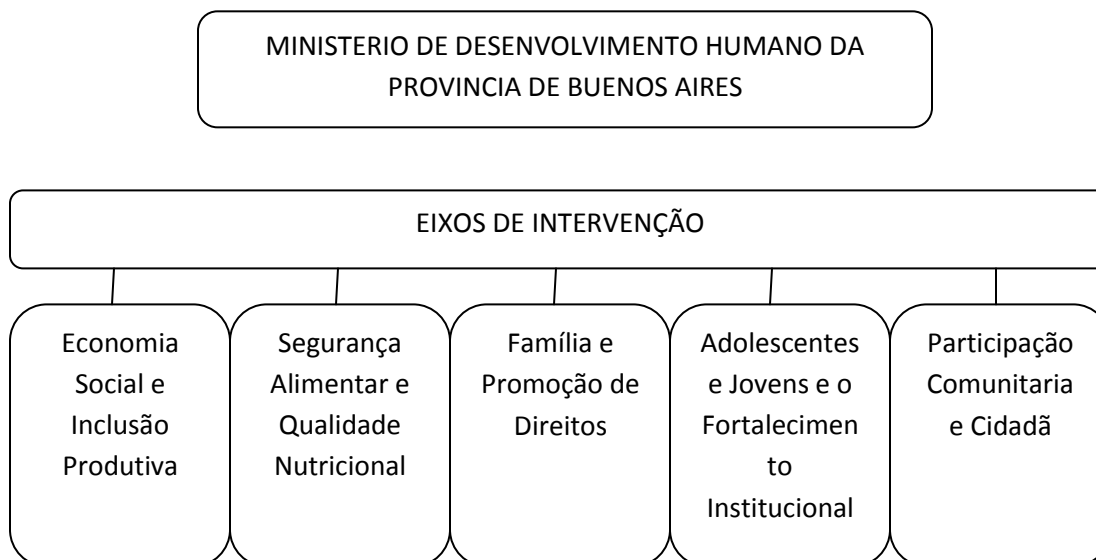 MINISTERIO DE DESENVOLVIMENTO HUMANO DA
PROVINCIA DE BUENOS AIRES
EIXOS DE INTERVENÇÃO
Economia
Social e
Inclusão
Produtiva
Segurança
Alimentar e
Qualidade
Nutricional
Família e
Promoção de
Direitos
Adolescentes
e Jovens e o
Fortalecimen
to
Institucional
Participação
Comunitaria
e Cidadã